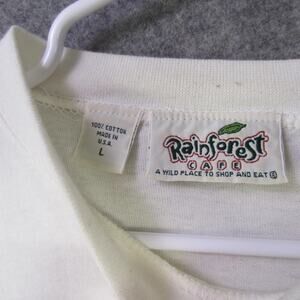 100% COTTON
MADE IN
U.S.A.
L
Rainforest
CAFE
A WILD PLACE TO SHOP AND EAT ®